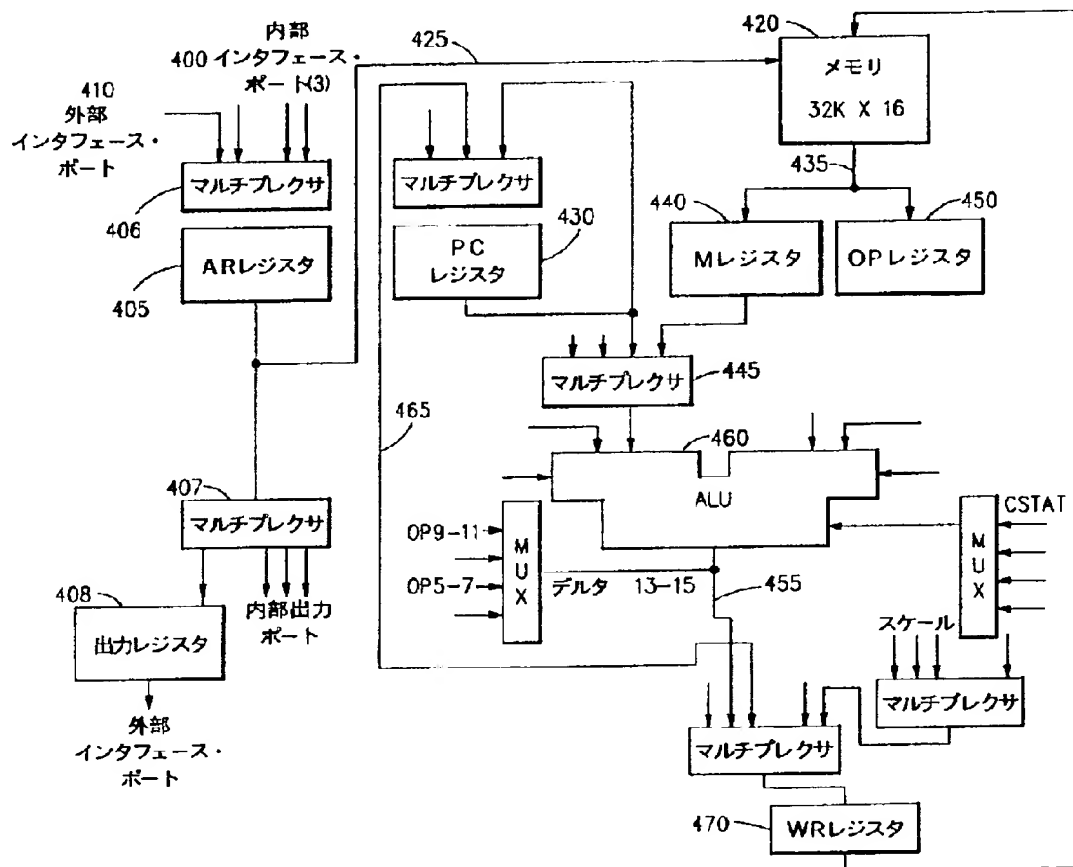 内部
400 インタフェース・
ポート(3)
410
外部
インタフェース・
ポート
425
420
メモリ
32K X 16
435
マルチプレクサ
406
マルチプレクサ
ARレジスタ
405
PC
レジスタ
430
440
Mレジスタ
450
OPレジスタ
マルチプレクサ
445
465
460
ALU
407
マルチプレクサ
OP9-11
OP5-7
MUX
デルタ 13-15
455
CSTAT
MUX
408
出力レジスタ
内部出力
ポート
外部
インタフェース・
ポート
スケール
マルチプレクサ
マルチプレクサ
470
WRレジスタ